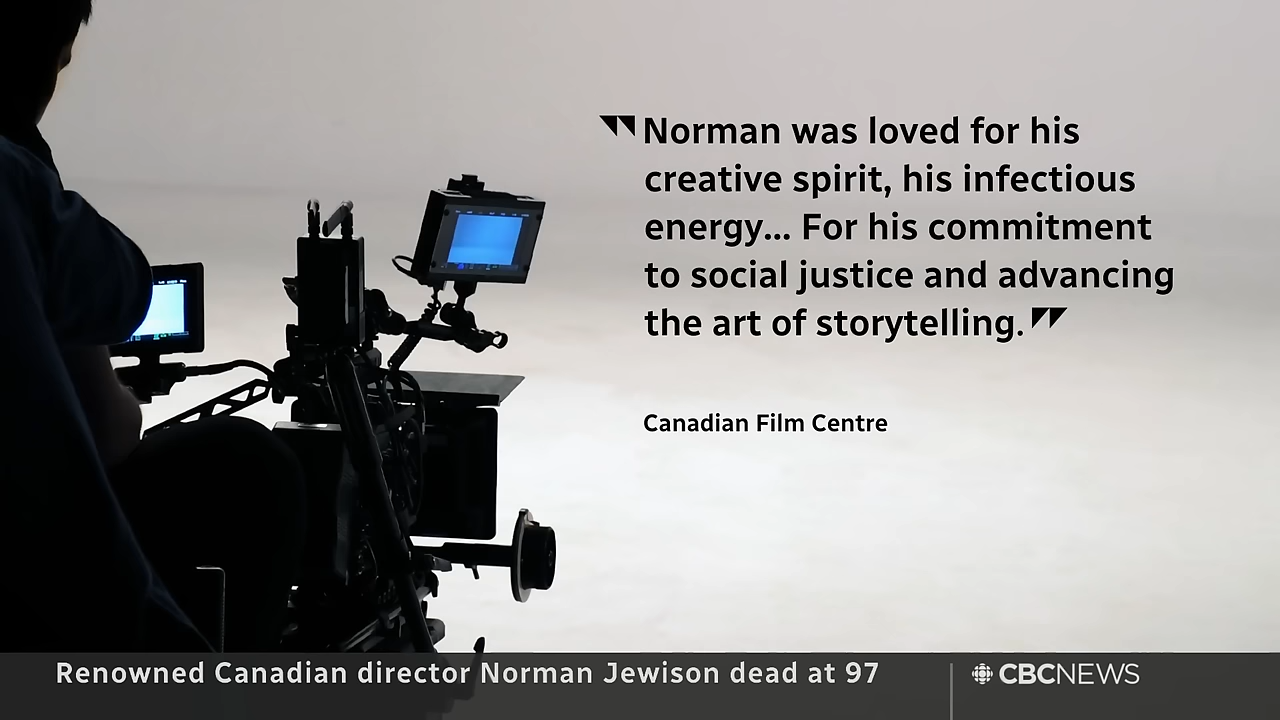 "Norman was loved for his
creative spirit, his infectious
energy... For his commitment
to social justice and advancing
the art of storytelling."
Canadian Film Centre
Renowned Canadian director Norman Jewison dead at 97
CBCNEWS